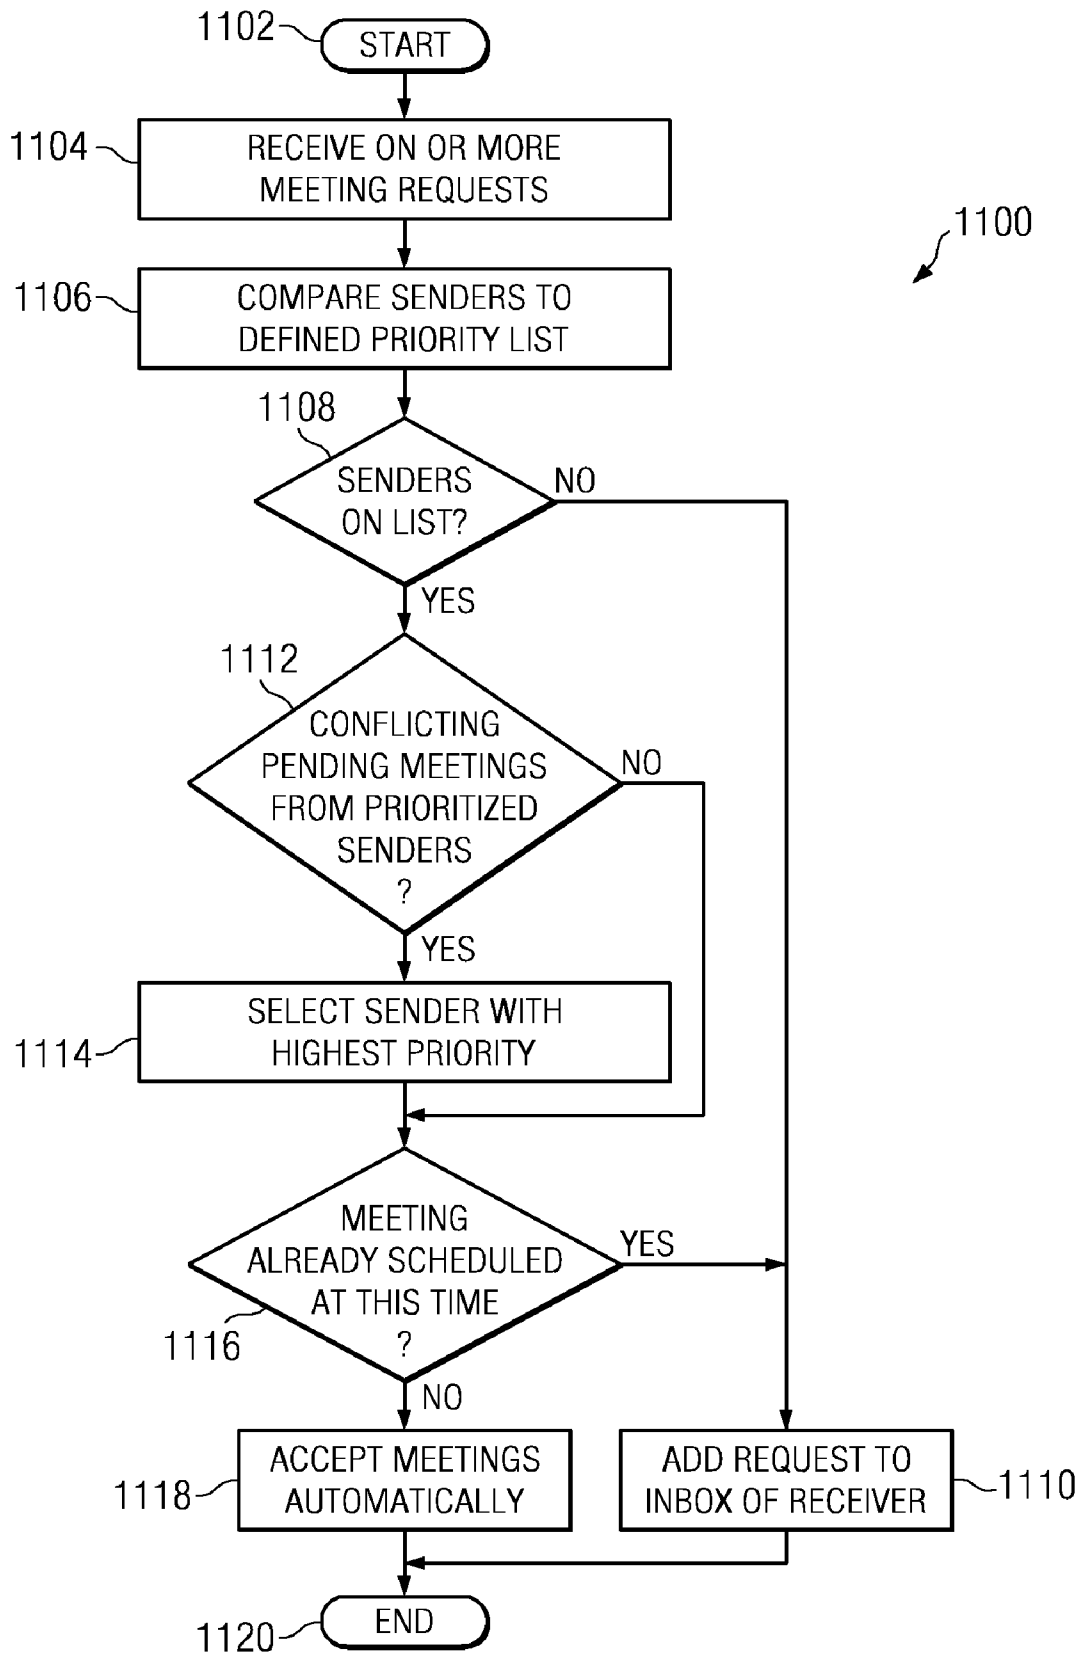 1102
START
1104
RECEIVE ON OR MORE
MEETING REQUESTS
1100
1106
COMPARE SENDERS TO
DEFINED PRIORITY LIST
1108
SENDERS
ON LIST?
NO
YES
1112
CONFLICTING
PENDING MEETINGS
FROM PRIORITIZED
SENDERS
?
NO
YES
1114
SELECT SENDER WITH
HIGHEST PRIORITY
MEETING
ALREADY SCHEDULED
AT THIS TIME
?
YES
1116
NO
1118
ACCEPT MEETINGS
AUTOMATICALLY
ADD REQUEST TO
INBOX OF RECEIVER
1110
END
1120